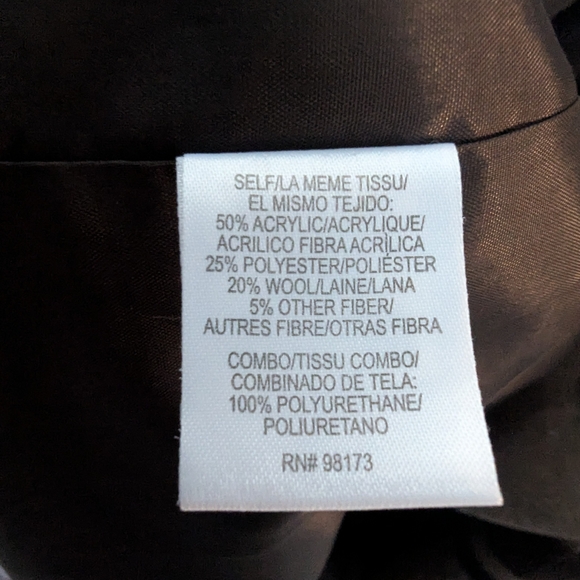 SELF/LA MEME TISSU/
EL MISMO TEJIDO:
50% ACRYLIC/ACRYLIQUE/
ACRILICO FIBRA ACRÍLICA
25% POLYESTER/POLIÉSTER
20% WOOL/LAINE/LANA
5% OTHER FIBER/
AUTRES FIBRE/OTRAS FIBRA
COMBO/TISSU COMBO/
COMBINADO DE TELA:
100% POLYURETHANE/
POLIURETANO
RN# 98173